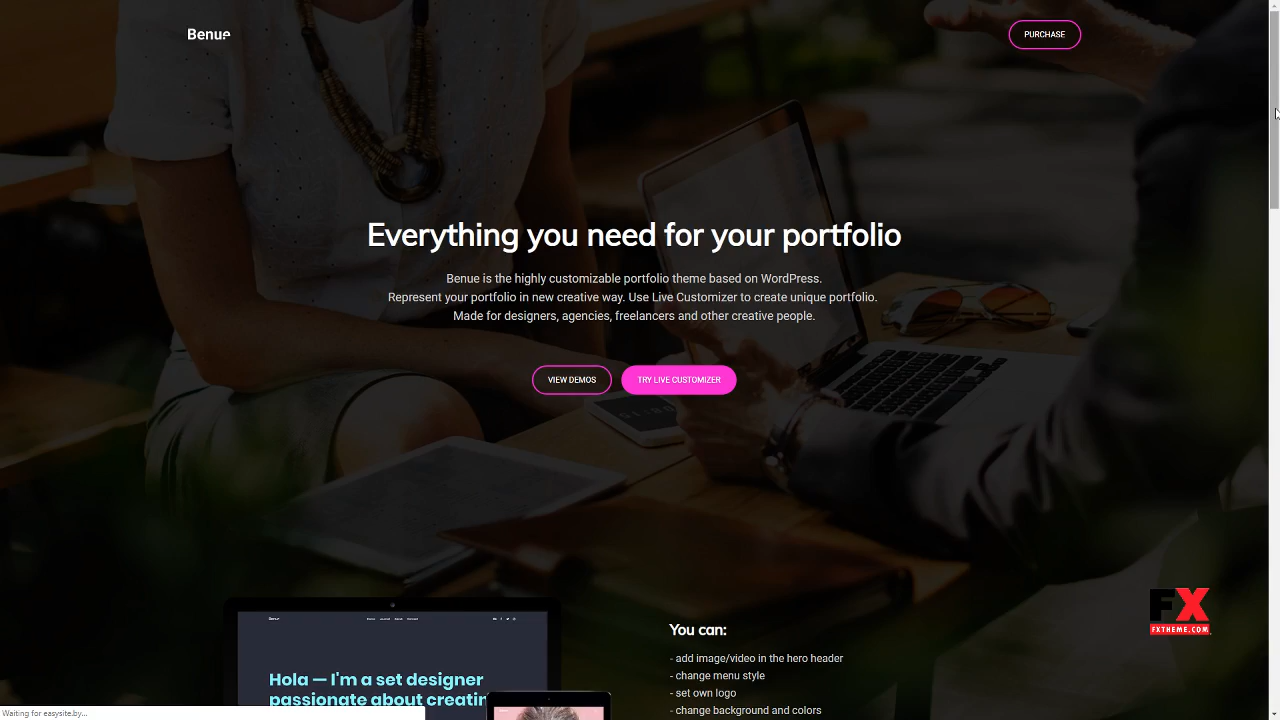 Benue
PURCHASE
Everything you need for your portfolio
Benue is the highly customizable portfolio theme based on WordPress.
Represent your portfolio in new creative way. Use Live Customizer to create unique portfolio.
Made for designers, agencies, freelancers and other creative people.
VIEW DEMOS
TRY LIVE CUSTOMIZER
FX
FXTHEME.COM
You can:
- add image/video in the hero header
- change menu style
- set own logo
- change background and colors
Hola — I'm a set designer
passionate about creatin
Waiting for easysite.by...